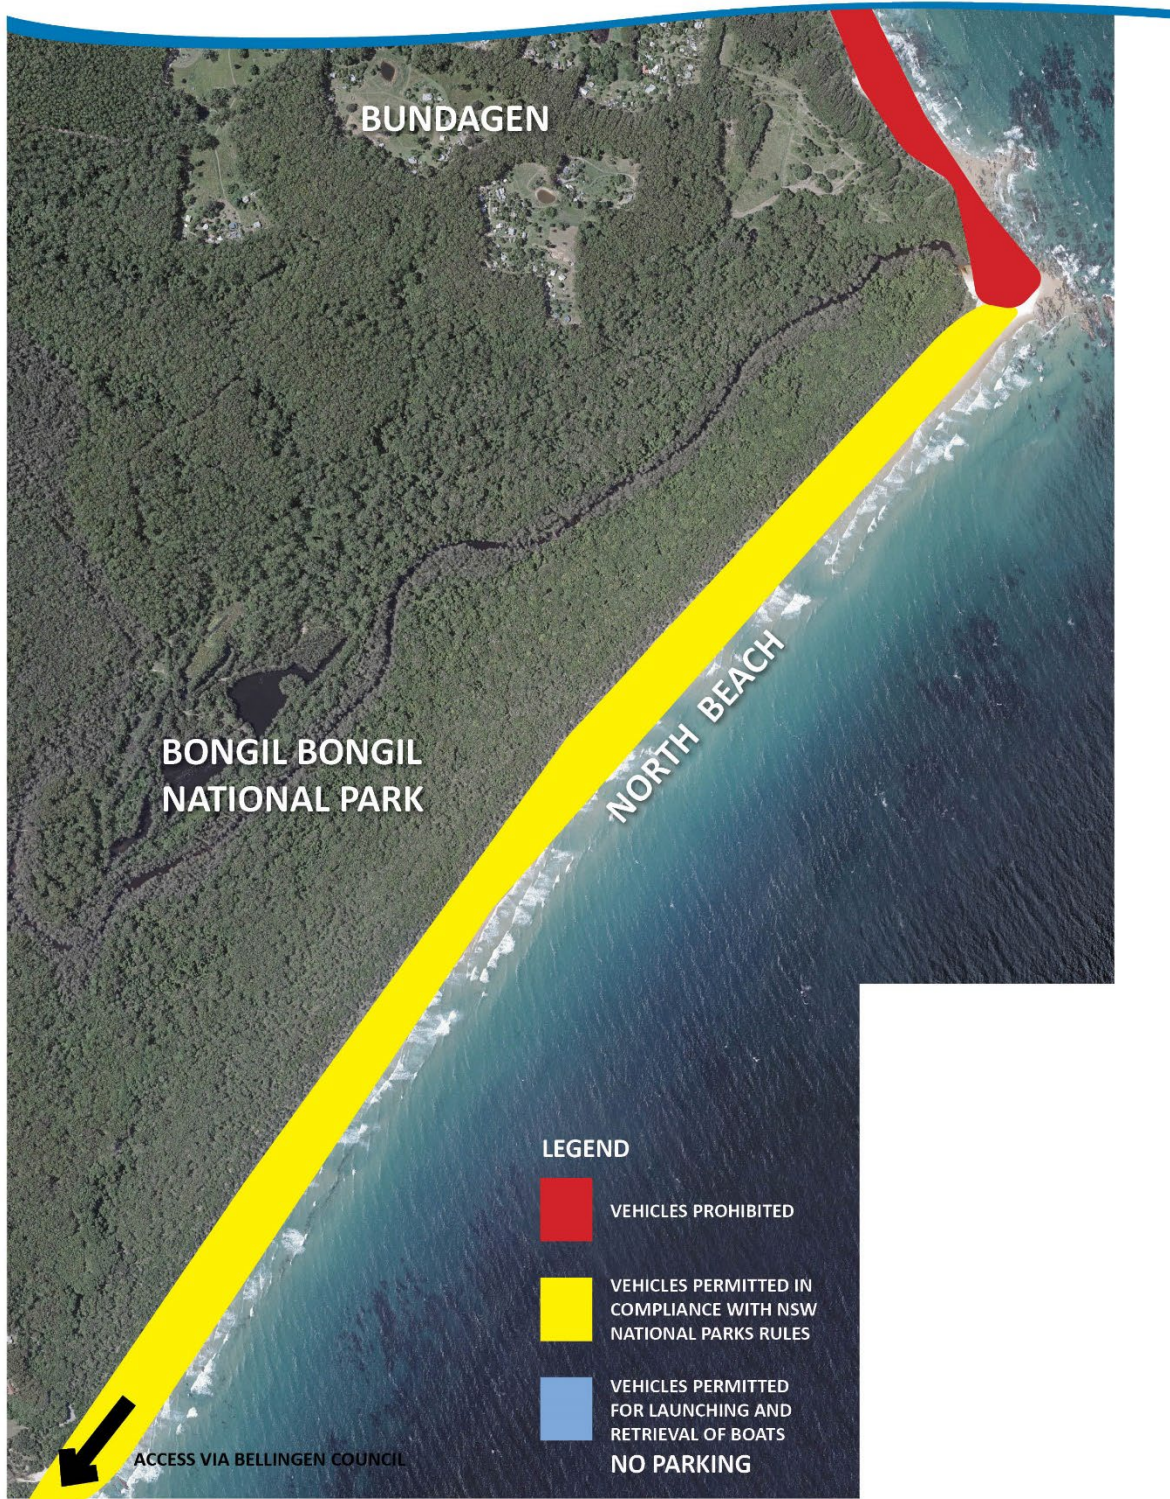 BUNDAGEN
NORTH BEACH
BONGIL BONGIL
NATIONAL PARK
LEGEND
VEHICLES PROHIBITED
VEHICLES PERMITTED IN
COMPLIANCE WITH NSW
NATIONAL PARKS RULES
VEHICLES PERMITTED
FOR LAUNCHING AND
RETRIEVAL OF BOATS
NO PARKING
ACCESS VIA BELLINGEN COUNCIL